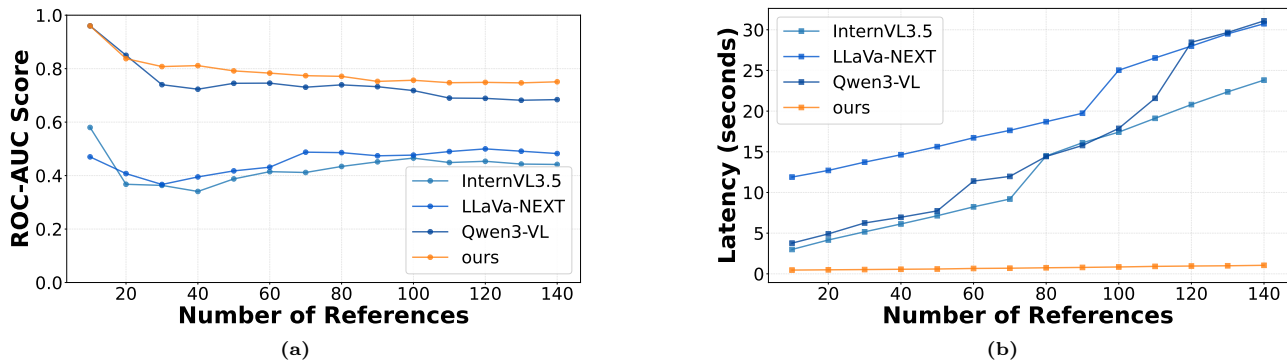 1.0
0.8
0.6
0.4
0.2
0.0
ROC-AUC Score
InternVL3.5
LLaVa-NEXT
Qwen3-VL
ours
20 40 60 80 100 120 140
Number of References
(a)
30
25
20
15
10
5
0
Latency (seconds)
InternVL3.5
LLaVa-NEXT
Qwen3-VL
ours
20 40 60 80 100 120 140
Number of References
(b)